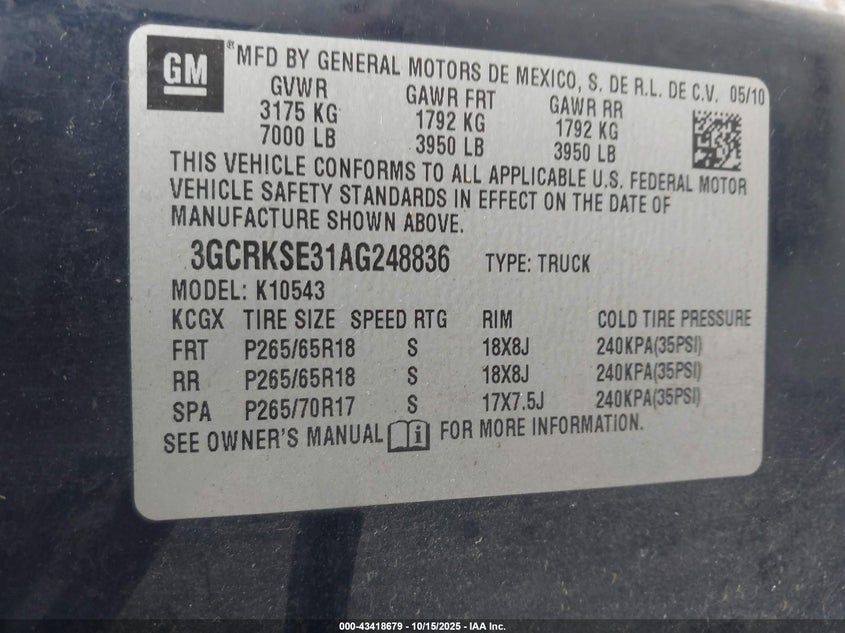 GM
® MFD BY GENERAL MOTORS DE MEXICO, S. DE R.L. DE C.V. 05/10
GVWR GAWR FRT GAWR RR
3175 KG 1792 KG 1792 KG
7000 LB 3950 LB 3950 LB
THIS VEHICLE CONFORMS TO ALL APPLICABLE U.S. FEDERAL MOTOR
VEHICLE SAFETY STANDARDS IN EFFECT ON THE DATE OF
MANUFACTURE SHOWN ABOVE.
3GCRKSE31AG248836 TYPE: TRUCK
MODEL: K10543
KCGX TIRE SIZE SPEED RTG RIM COLD TIRE PRESSURE
FRT P265/65R18 S 18X8J 240KPA(35PSI)
RR P265/65R18 S 18X8J 240KPA(35PSI)
SPA P265/70R17 S 17X7.5J 240KPA(35PSI)
SEE OWNER'S MANUAL i FOR MORE INFORMATION.
000-43418679 - 10/15/2025 - IAA Inc.